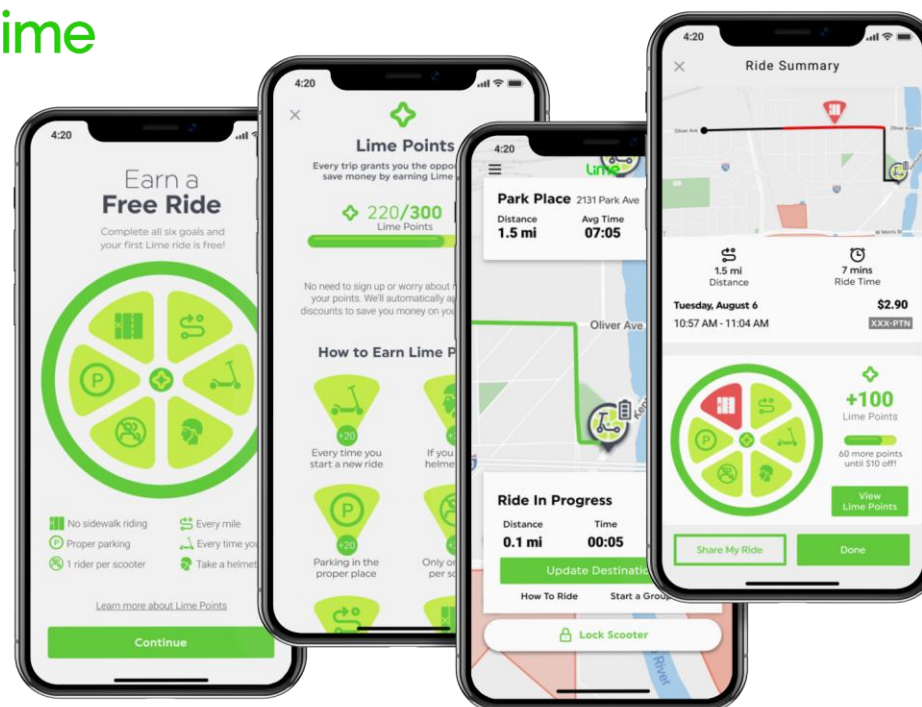 ime
4:20
Earn a
Free Ride
Complete all six goals and
your first Lime ride is free!
P
No sidewalk riding
Every mile
P Proper parking
Every time you
1 rider per scooter
Take a helmet
Learn more about Lime Points
Continue
4:20
Lime Points
Every trip grants you the
save money by earning Lime
220/300
Lime Points
No need to sign up or worry about
your points. We'll automatically
discounts to save you money on
How to Earn Lime P
+20
Every time you
start a new ride
If you
helme
P
+20
Parking in the
proper place
Only
per
4:20
Lime
Park Place 2131 Park Ave
Distance
Avg Time
1.5 mi
07:05
Oliver Ave
Ride In Progress
Distance
Time
0.1 mi
00:05
Update Destinatio
How To Ride
Start a Group
Lock Scooter
River
4:20
Ride Summary
Oliver Ave
W Morris St
1.5 mi
Distance
7 mins
Ride Time
Tuesday, August 6
$2.90
10:57 AM - 11:04 AM
XXX-PTN
P
+100
Lime Points
60 more points
until $10 off!
View
Lime Points
Share My Ride
Done